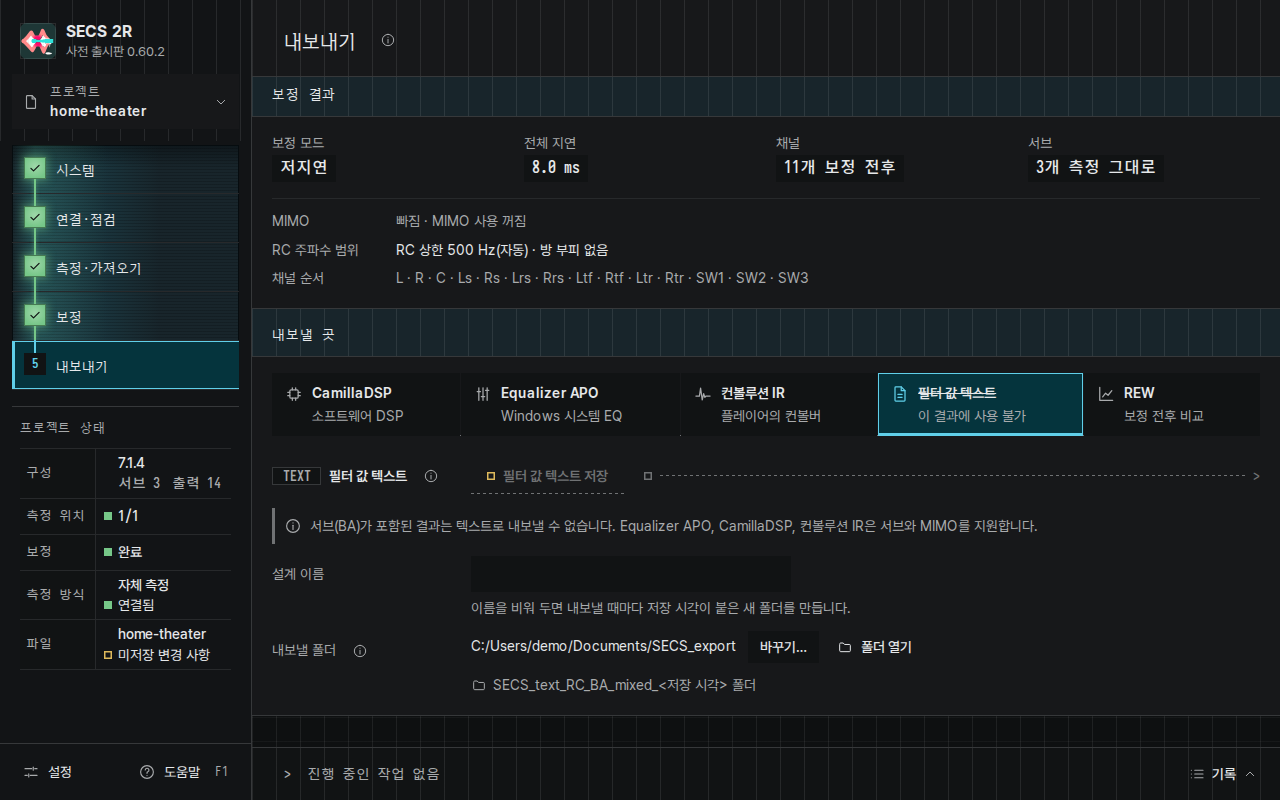 SECS 2R
사전 출시판 0.60.2
프로젝트
home-theater
시스템
연결·점검
측정·가져오기
보정
5 내보내기
프로젝트 상태
구성 7.1.4
서브 3 출력 14
측정 위치 1/1
보정 완료
측정 방식 자체 측정
연결됨
파일 home-theater
미저장 변경 사항
설정 도움말 F1
내보내기
보정 결과
보정 모드 전체 지연 채널 서브
저지연 8.0 ms 11개 보정 전후 3개 측정 그대로
MIMO 빠짐 · MIMO 사용 꺼짐
RC 주파수 범위 RC 상한 500 Hz(자동) · 방 부피 없음
채널 순서 L · R · C · Ls · Rs · Lrs · Rrs · Ltf · Rtf · Ltr · Rtr · SW1 · SW2 · SW3
내보낼 곳
CamillaDSP
소프트웨어 DSP
Equalizer APO
Windows 시스템 EQ
컨볼루션 IR
플레이어의 컨볼버
필터 값 텍스트
이 결과에 사용 불가
REW
보정 전후 비교
TEXT 필터 값 텍스트 필터 값 텍스트 저장
서브(BA)가 포함된 결과는 텍스트로 내보낼 수 없습니다. Equalizer APO, CamillaDSP, 컨볼루션 IR은 서브와 MIMO를 지원합니다.
설계 이름
이름을 비워 두면 내보낼 때마다 저장 시각이 붙은 새 폴더를 만듭니다.
내보낼 폴더 C:/Users/demo/Documents/SECS_export 바꾸기... 폴더 열기
SECS_text_RC_BA_mixed_<저장 시각> 폴더
> 진행 중인 작업 없음 기록